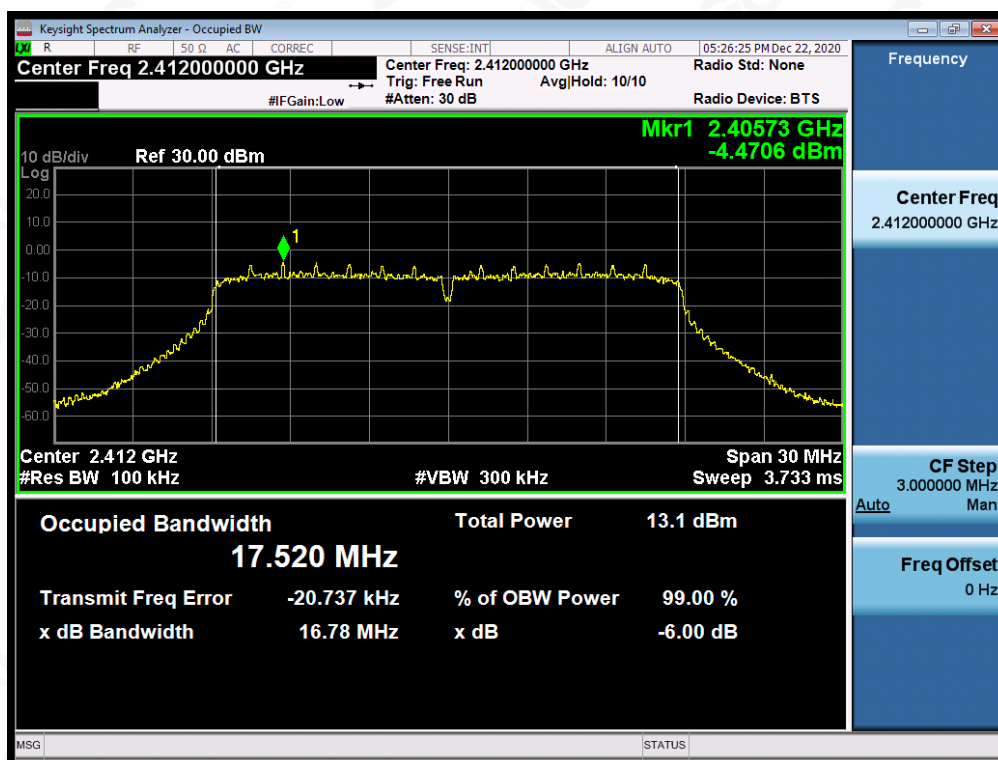 Keysight Spectrum Analyzer - Occupied BW
LXI R RF 50 Ω AC CORREC SENSE:INT ALIGN AUTO 05:26:25 PM Dec 22, 2020
Center Freq 2.412000000 GHz
Center Freq: 2.412000000 GHz Radio Std: None
Trig: Free Run Avg|Hold: 10/10
#IFGain:Low #Atten: 30 dB Radio Device: BTS
Frequency
Mkr1 2.40573 GHz
-4.4706 dBm
10 dB/div Ref 30.00 dBm
Log
20.0
10.0
0.00
-10.0
-20.0
-30.0
-40.0
-50.0
-60.0
1
Center 2.412 GHz Span 30 MHz
#Res BW 100 kHz #VBW 300 kHz Sweep 3.733 ms
Center Freq
2.412000000 GHz
CF Step
3.000000 MHz
Auto Man
Freq Offset
0 Hz
Occupied Bandwidth Total Power 13.1 dBm
17.520 MHz
Transmit Freq Error -20.737 kHz % of OBW Power 99.00 %
x dB Bandwidth 16.78 MHz x dB -6.00 dB
MSG STATUS